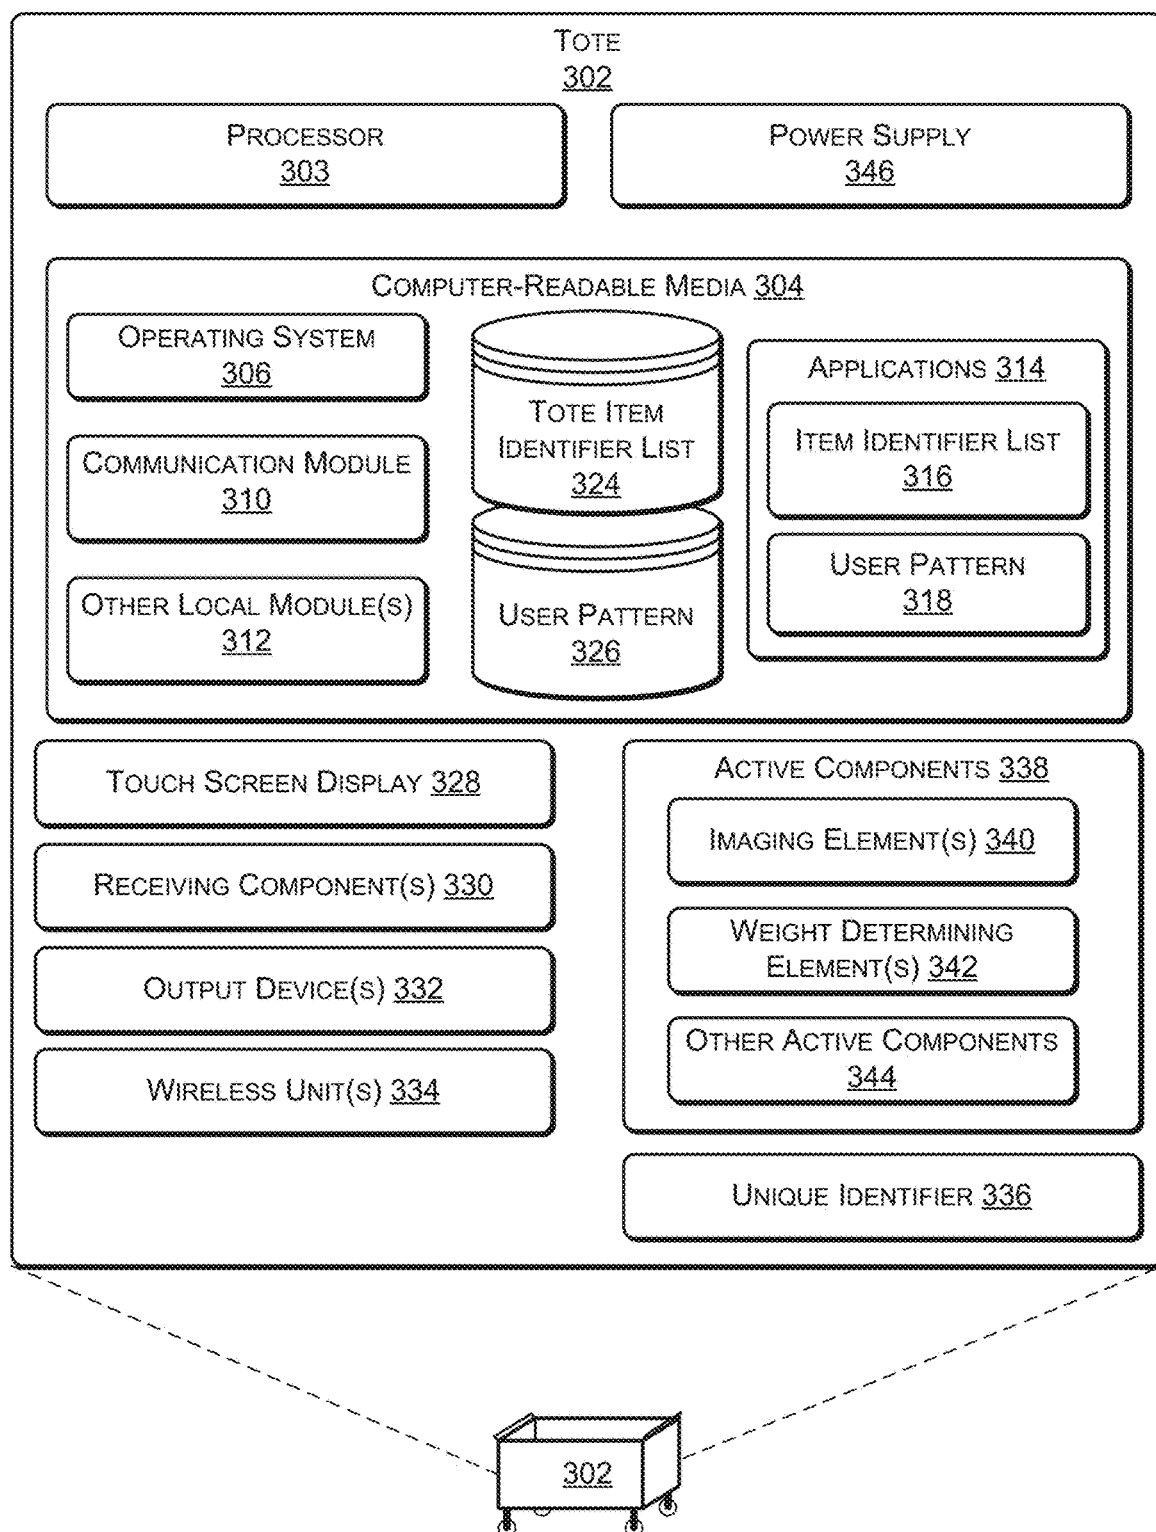 TOTE
302
PROCESSOR
303
POWER SUPPLY
346
COMPUTER-READABLE MEDIA 304
OPERATING SYSTEM
306
COMMUNICATION MODULE
310
OTHER LOCAL MODULE(S)
312
TOTE ITEM
IDENTIFIER LIST
324
USER PATTERN
326
APPLICATIONS 314
ITEM IDENTIFIER LIST
316
USER PATTERN
318
TOUCH SCREEN DISPLAY 328
RECEIVING COMPONENT(S) 330
OUTPUT DEVICE(S) 332
WIRELESS UNIT(S) 334
ACTIVE COMPONENTS 338
IMAGING ELEMENT(S) 340
WEIGHT DETERMINING
ELEMENT(S) 342
OTHER ACTIVE COMPONENTS
344
UNIQUE IDENTIFIER 336
302